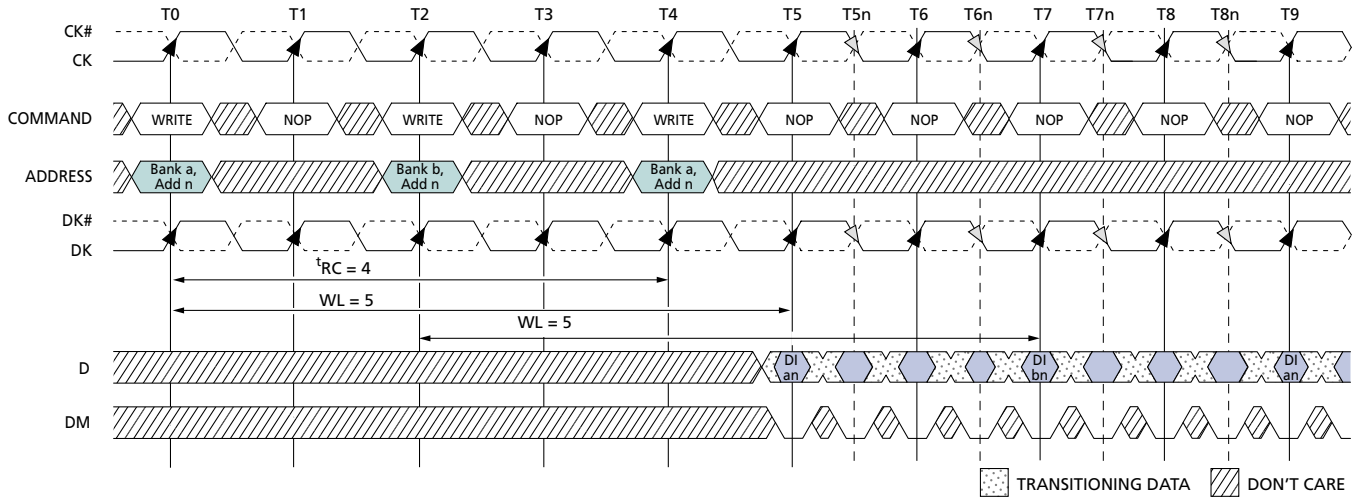 T0 T1 T2 T3 T4 T5 T5n T6 T6n T7 T7n T8 T8n T9
CK#
CK
COMMAND WRITE NOP WRITE NOP WRITE NOP NOP NOP NOP NOP
ADDRESS Bank a, Add n Bank b, Add n Bank a, Add n
DK#
DK
tRC = 4
WL = 5
WL = 5
D DI an DI bn DI an
DM
TRANSITIONING DATA DON'T CARE